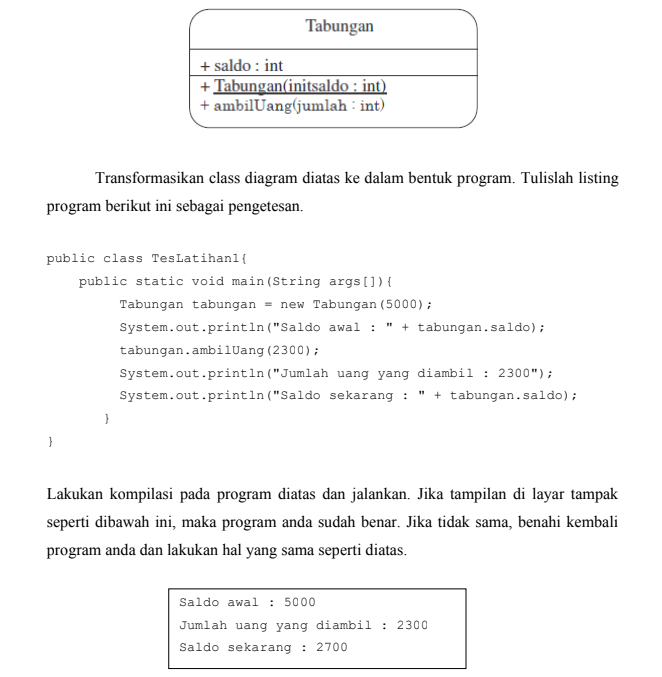 Tabungan
+ saldo : int
+ Tabungan(initsaldo : int)
+ ambilUang(jumlah : int)
Transformasikan class diagram diatas ke dalam bentuk program. Tulislah listing
program berikut ini sebagai pengetesan.
public class TesLatihan1{
public static void main(String args[]){
Tabungan tabungan = new Tabungan(5000);
System.out.println("Saldo awal : " + tabungan.saldo);
tabungan.ambilUang(2300);
System.out.println("Jumlah uang yang diambil : 2300");
System.out.println("Saldo sekarang : " + tabungan.saldo);
}
}
Lakukan kompilasi pada program diatas dan jalankan. Jika tampilan di layar tampak
seperti dibawah ini, maka program anda sudah benar. Jika tidak sama, benahi kembali
program anda dan lakukan hal yang sama seperti diatas.
Saldo awal : 5000
Jumlah uang yang diambil : 2300
Saldo sekarang : 2700